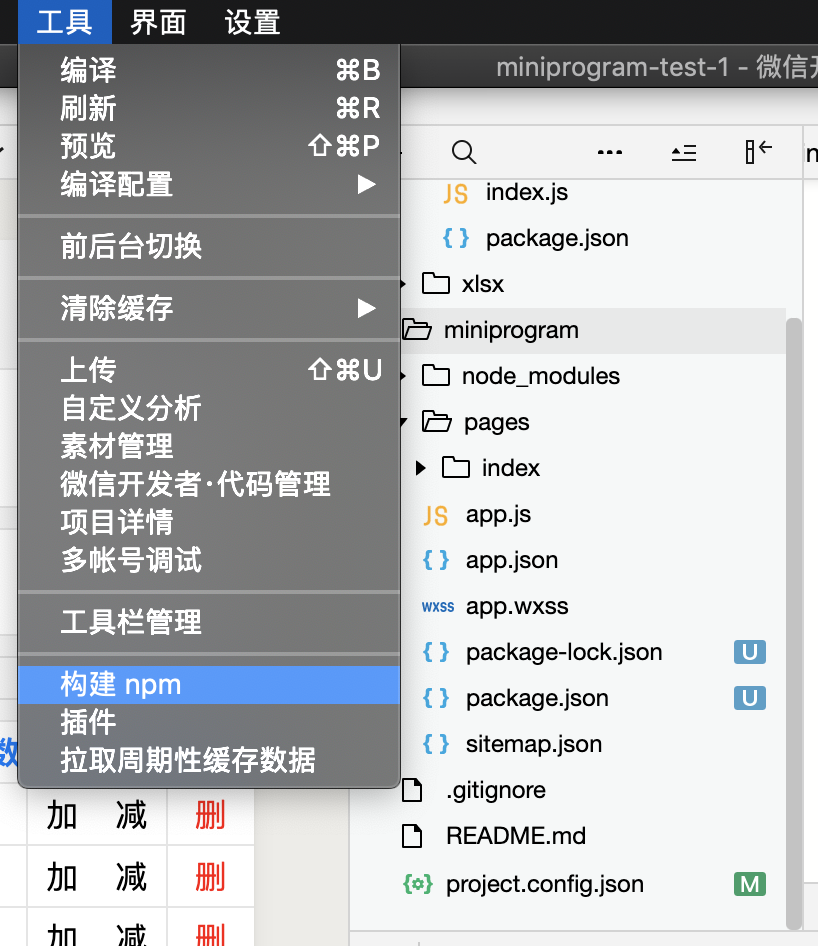 工具 界面 设置
miniprogram-test-1 - 微信开
编译 ⌘B
刷新 ⌘R
预览 ⇧⌘P
编译配置
前后台切换
清除缓存
上传 ⇧⌘U
自定义分析
素材管理
微信开发者·代码管理
项目详情
多帐号调试
工具栏管理
构建 npm
插件
拉取周期性缓存数据
JS index.js
{ } package.json
xlsx
miniprogram
node_modules
pages
index
JS app.js
{ } app.json
wxss app.wxss
{ } package-lock.json U
{ } package.json U
{ } sitemap.json
.gitignore
README.md
project.config.json M
数
加 减 删
加 减 删
加 减 删